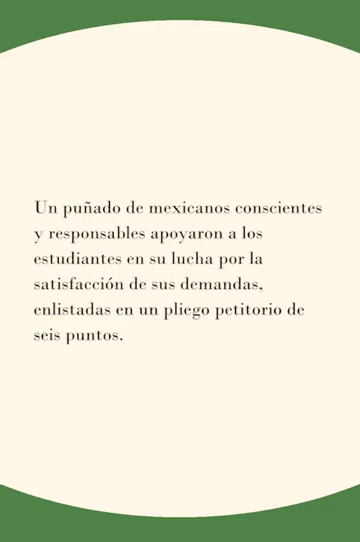 Un puñado de mexicanos conscientes
y responsables apoyaron a los
estudiantes en su lucha por la
satisfacción de sus demandas,
enlistadas en un pliego petitorio de
seis puntos.